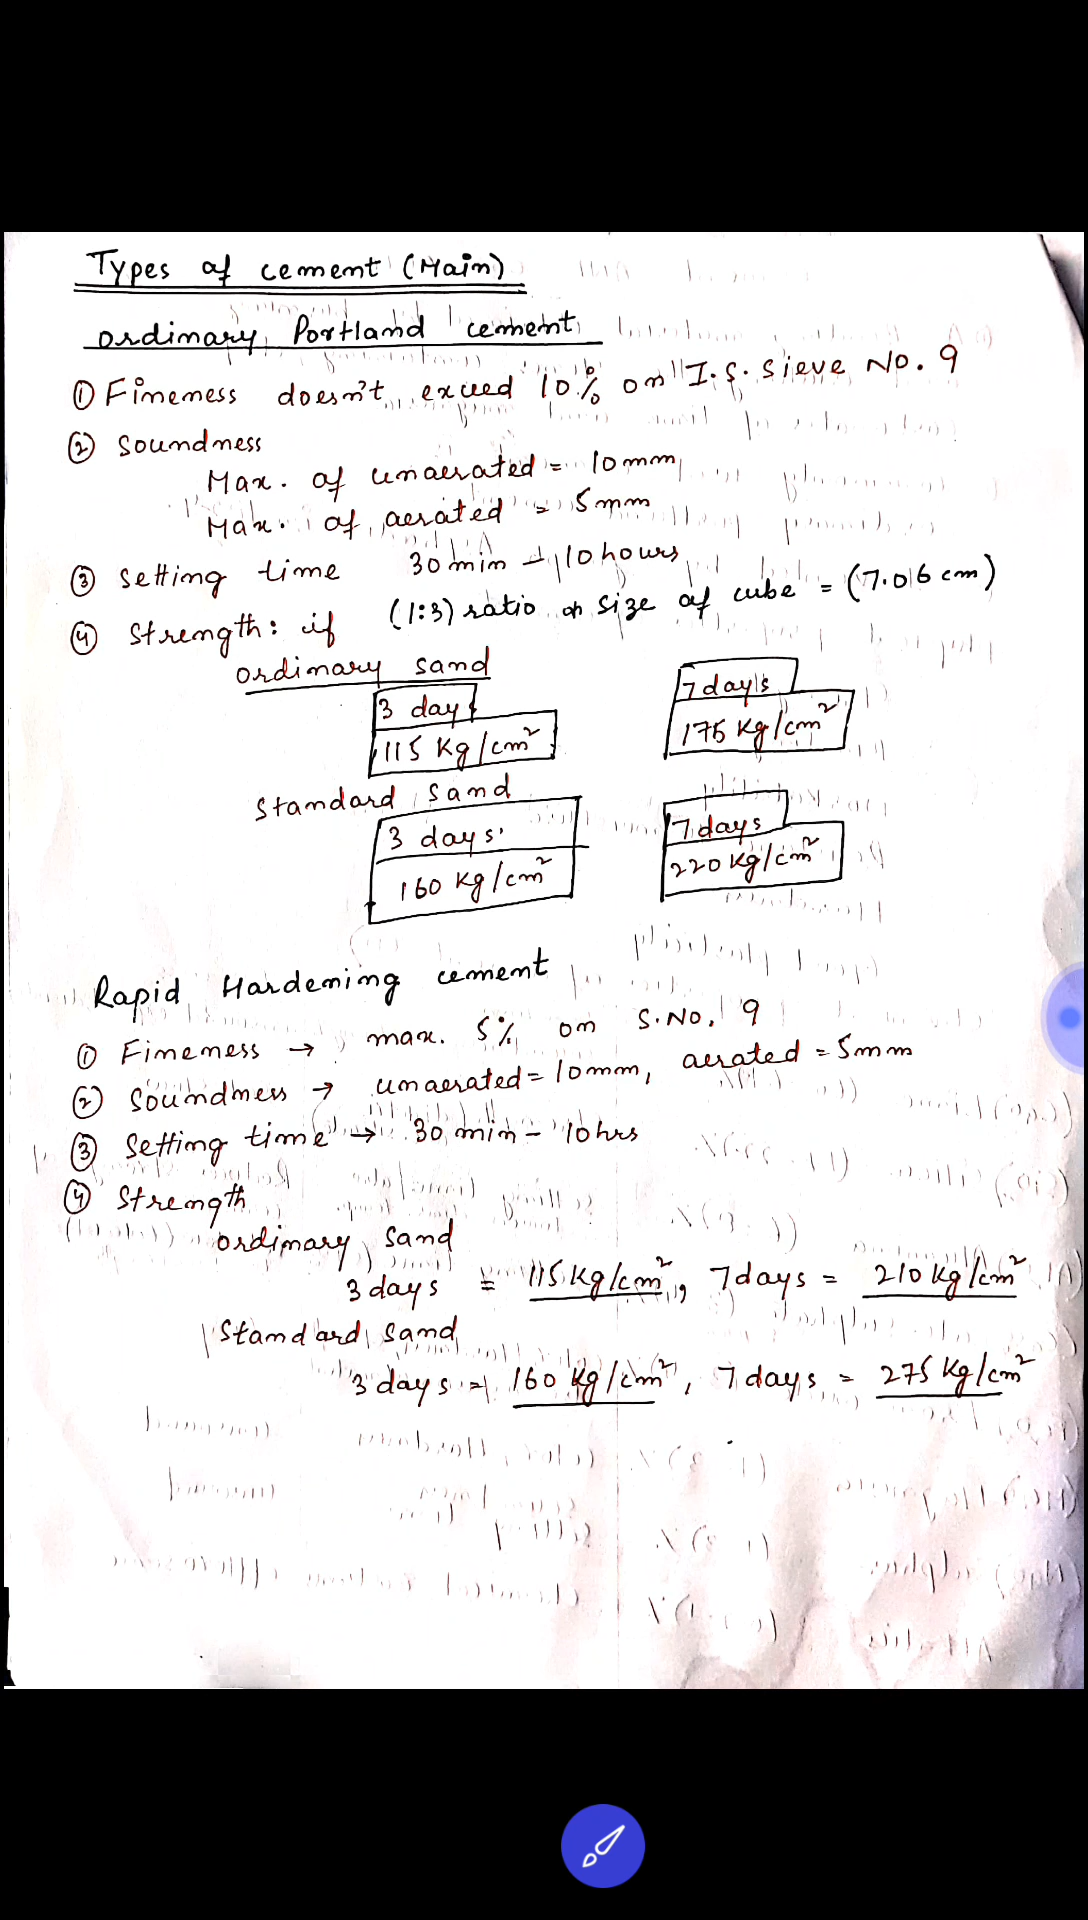 Types of cement (Main)
ordinary Portland cement
① Fineness doesn't exceed 10% on I.S. sieve No. 9
② Soundness
Max. of unaerated = 10mm
Max. of aerated = 5mm
③ setting time 30 min - 10 hours
④ strength: if (1:3) ratio size of cube = (7.06 cm)
ordinary sand
3 days 7 days
115 Kg/cm² 175 Kg/cm²
Standard sand
3 days 7 days
160 Kg/cm² 220 Kg/cm²
Rapid Hardening cement
① Fineness → max. 5% on S.No. 9
② Soundness → unaerated = 10mm, aerated = 5mm
③ Setting time → 30 min - 10hrs
④ Strength
ordinary sand
3 days = 115 Kg/cm², 7 days = 210 Kg/cm²
Standard sand
3 days = 160 Kg/cm², 7 days = 275 Kg/cm²